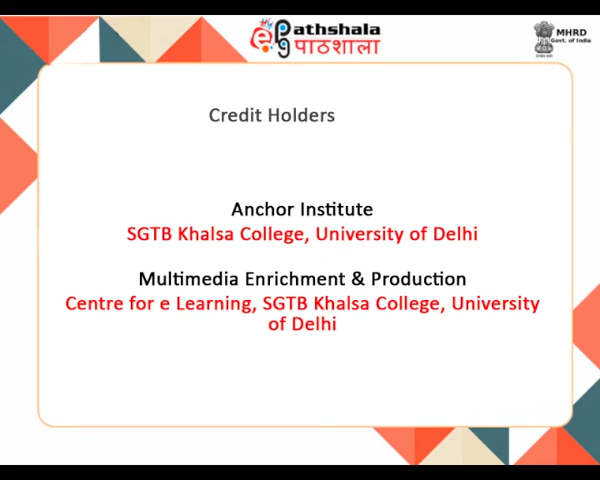 ePG Pathshala
पाठशाला
MHRD
Govt. of India
Credit Holders
Anchor Institute
SGTB Khalsa College, University of Delhi
Multimedia Enrichment & Production
Centre for e Learning, SGTB Khalsa College, University
of Delhi